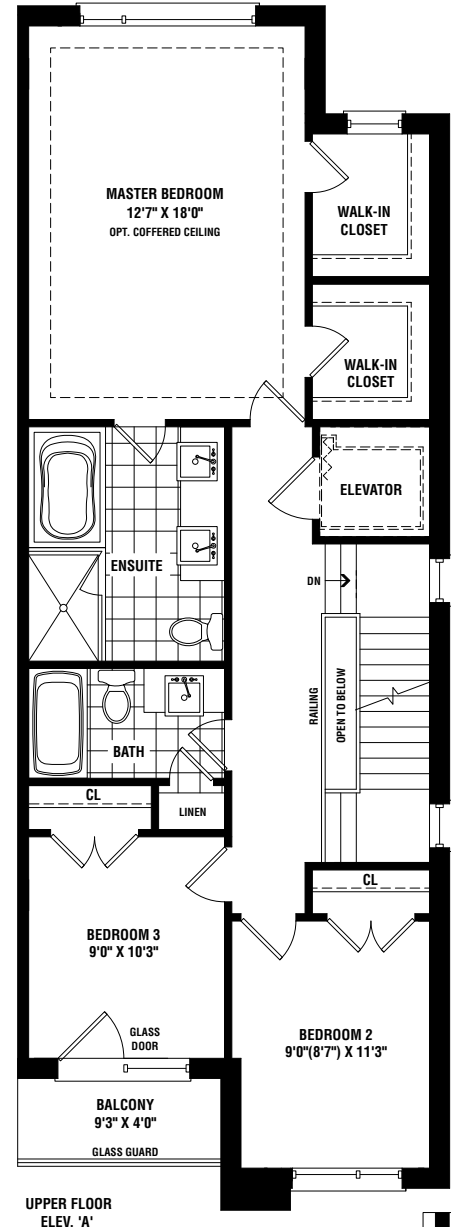 MASTER BEDROOM
12'7" X 18'0"
OPT. COFFERED CEILING
WALK-IN
CLOSET
WALK-IN
CLOSET
ELEVATOR
ENSUITE
DN
RAILING
OPEN TO BELOW
BATH
LINEN
CL
CL
BEDROOM 3
9'0" X 10'3"
GLASS
DOOR
BEDROOM 2
9'0"(8'7") X 11'3"
BALCONY
9'3" X 4'0"
GLASS GUARD
UPPER FLOOR
ELEV. 'A'